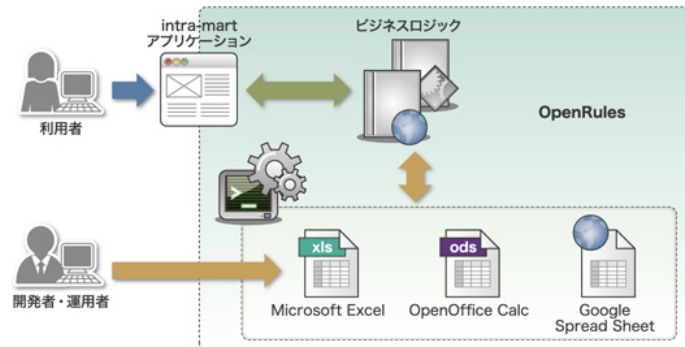 intra-mart
アプリケーション
ビジネスロジック
利用者
OpenRules
xls
ods
開発者・運用者
Microsoft Excel
OpenOffice Calc
Google
Spread Sheet